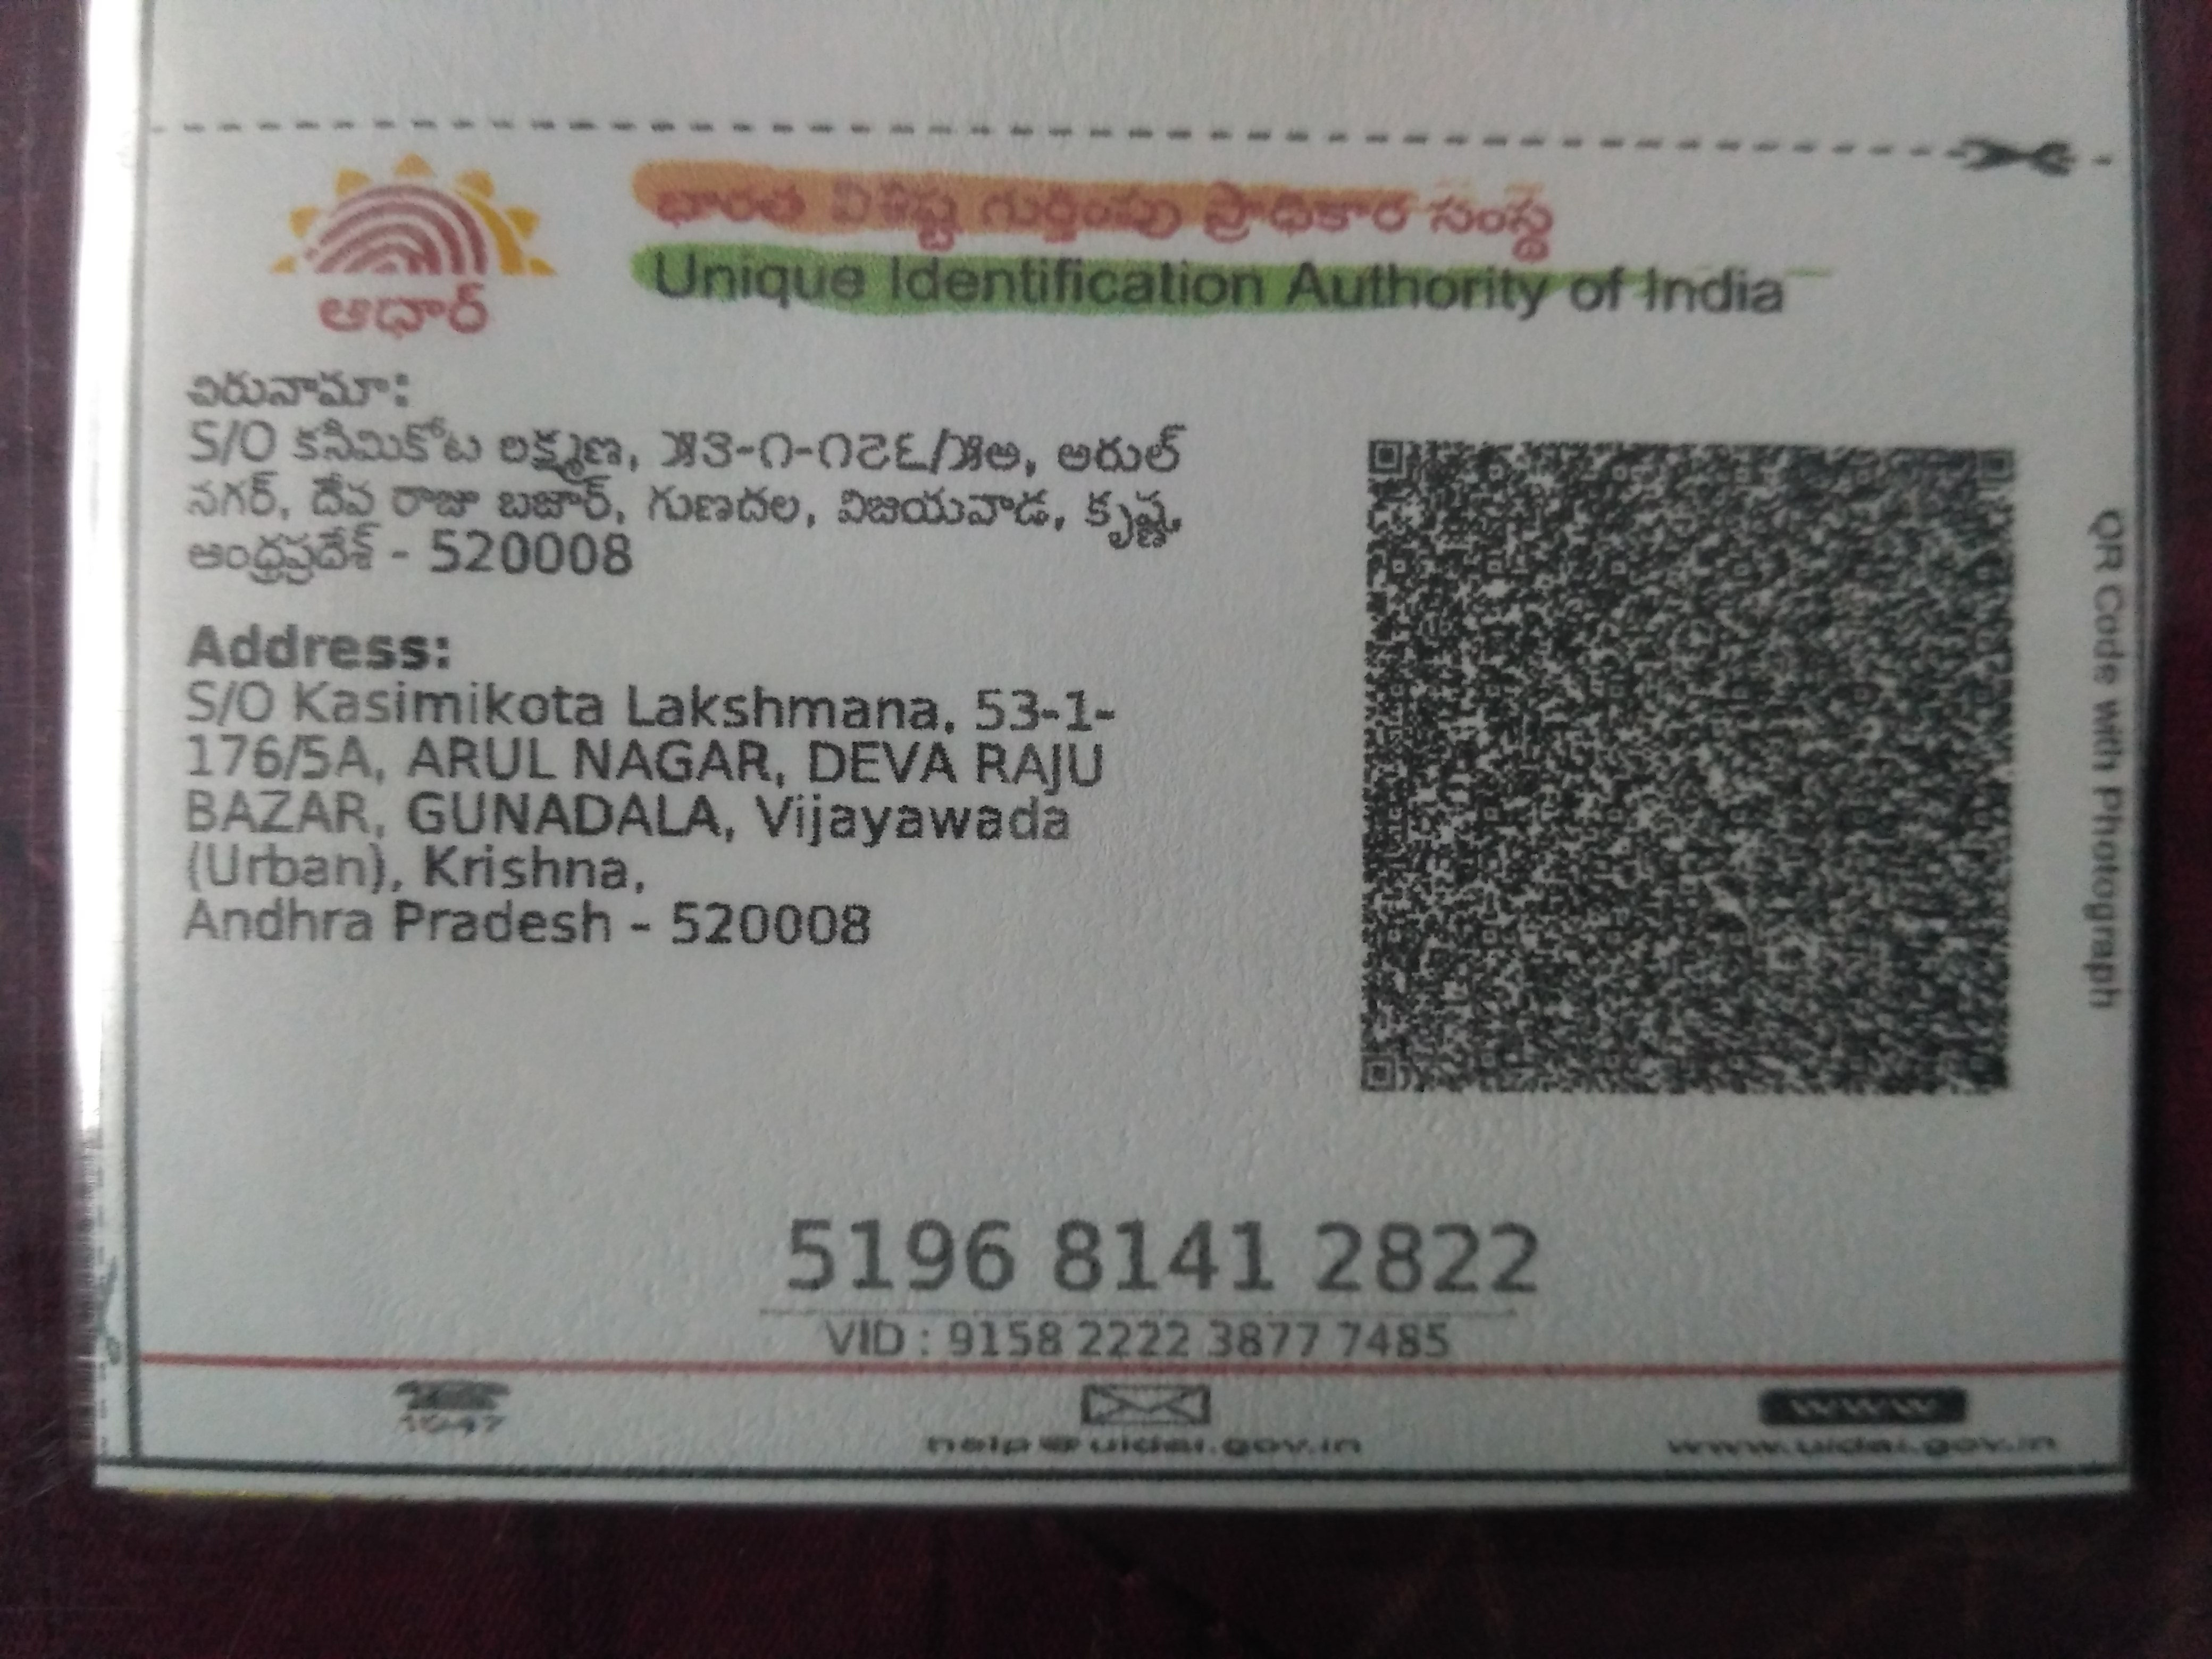 భారత విశిష్ట గుర్తింపు ప్రాధికార సంస్థ
Unique Identification Authority of India
ఆధార్
చిరునామా:
S/O కసిమికోట లక్ష్మణ, ౫౩-౧-౧౭౬/౫అ, అరుల్
నగర్, దేవ రాజు బజార్, గుణదల, విజయవాడ, కృష్ణ,
ఆంధ్రప్రదేశ్ - 520008
Address:
S/O Kasimikota Lakshmana, 53-1-
176/5A, ARUL NAGAR, DEVA RAJU
BAZAR, GUNADALA, Vijayawada
(Urban), Krishna,
Andhra Pradesh - 520008
QR Code with Photograph
5196 8141 2822
VID : 9158 2222 3877 7485
1947
help@uidai.gov.in
www
www.uidai.gov.in